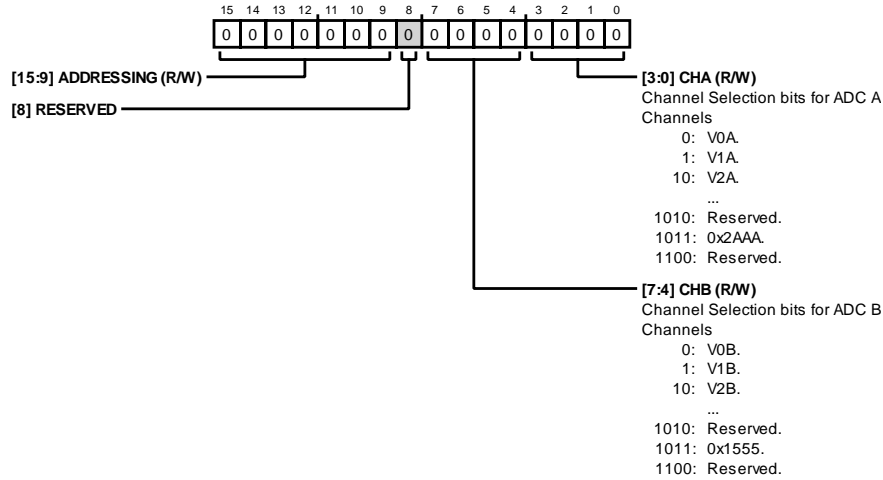 15 14 13 12 11 10 9 8 7 6 5 4 3 2 1 0
0 0 0 0 0 0 0 0 0 0 0 0 0 0 0 0
[15:9] ADDRESSING (R/W)
[8] RESERVED
[3:0] CHA (R/W)
Channel Selection bits for ADC A
Channels
0: V0A.
1: V1A.
10: V2A.
...
1010: Reserved.
1011: 0x2AAA.
1100: Reserved.
[7:4] CHB (R/W)
Channel Selection bits for ADC B
Channels
0: V0B.
1: V1B.
10: V2B.
...
1010: Reserved.
1011: 0x1555.
1100: Reserved.